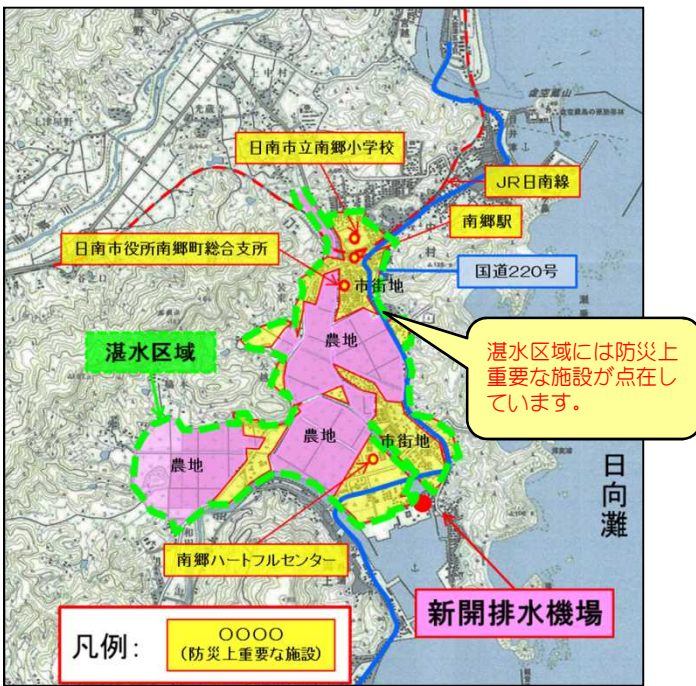 日南市立南郷小学校
JR日南線
南郷駅
日南市役所南郷町総合支所
国道220号
市街地
湛水区域
農地
湛水区域には防災上
重要な施設が点在し
ています。
農地
市街地
農地
日向灘
南郷ハートフルセンター
新開排水機場
凡例：
○○○○
(防災上重要な施設)